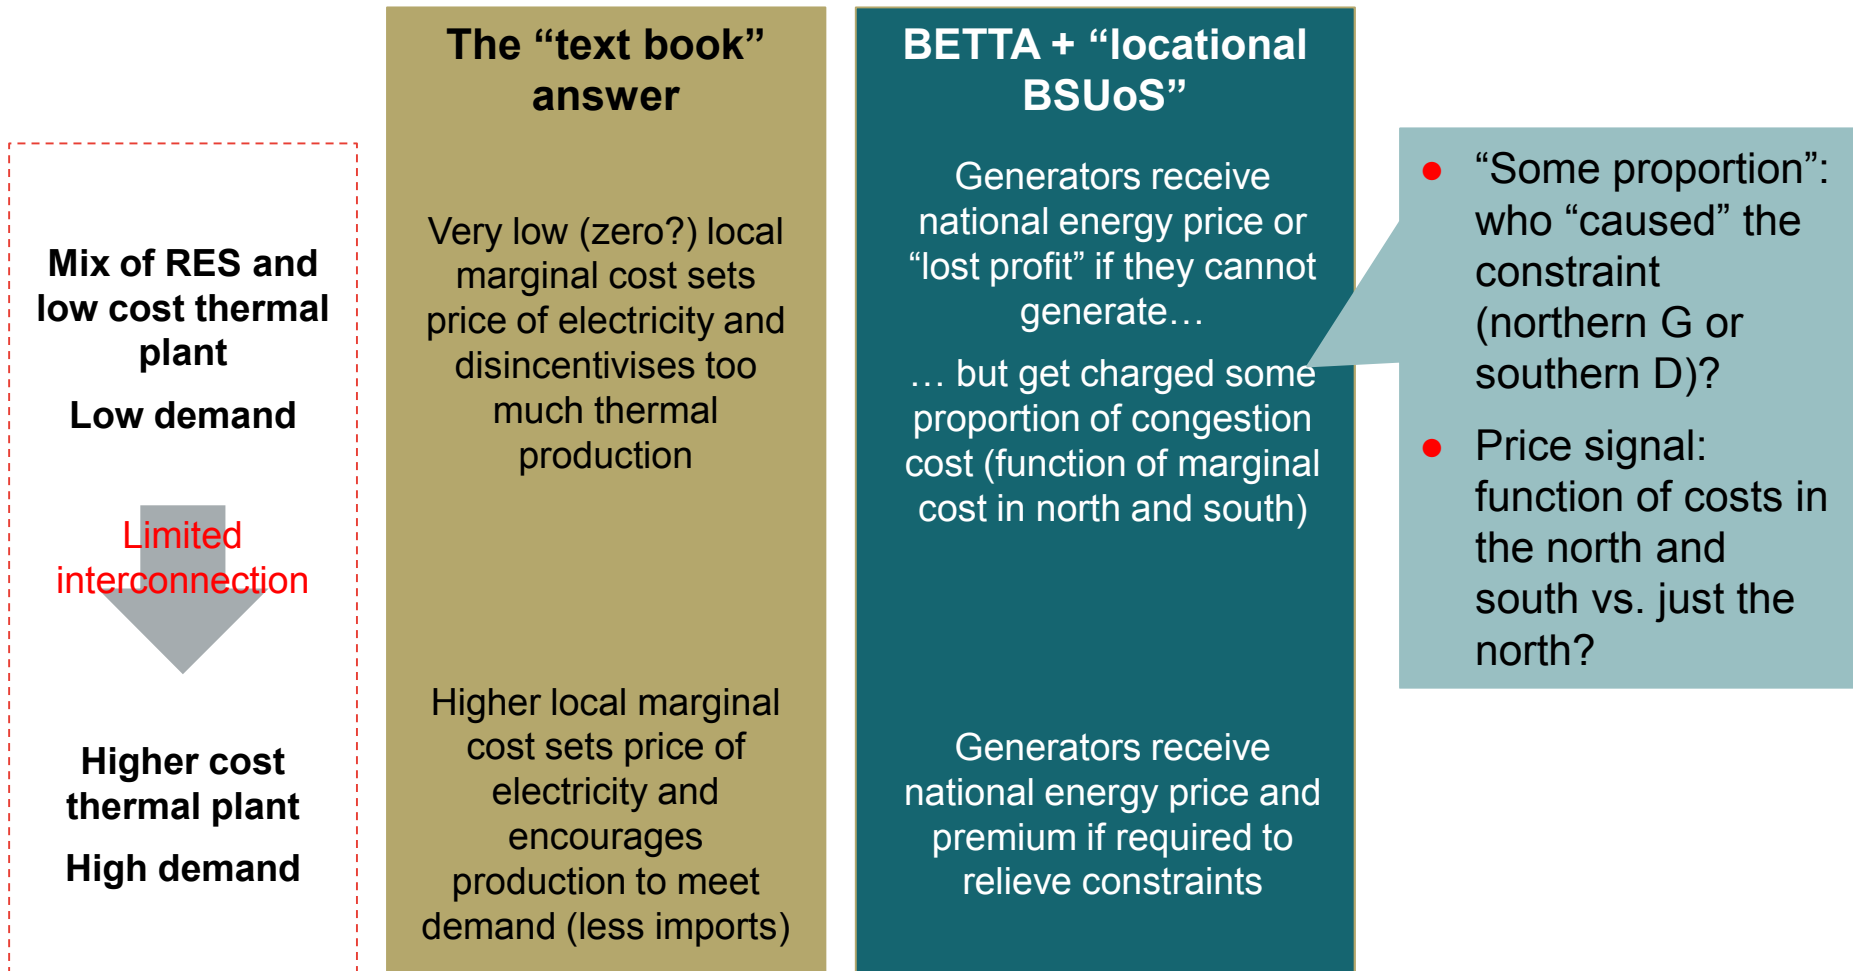 Mix of RES and
low cost thermal
plant
Low demand
Limited
interconnection
Higher cost
thermal plant
High demand
The “text book”
answer
Very low (zero?) local
marginal cost sets
price of electricity and
disincentivises too
much thermal
production
Higher local marginal
cost sets price of
electricity and
encourages
production to meet
demand (less imports)
BETTA + “locational
BSUoS”
Generators receive
national energy price or
“lost profit” if they cannot
generate…
… but get charged some
proportion of congestion
cost (function of marginal
cost in north and south)
Generators receive
national energy price and
premium if required to
relieve constraints
● “Some proportion”:
who “caused” the
constraint
(northern G or
southern D)?
● Price signal:
function of costs in
the north and
south vs. just the
north?